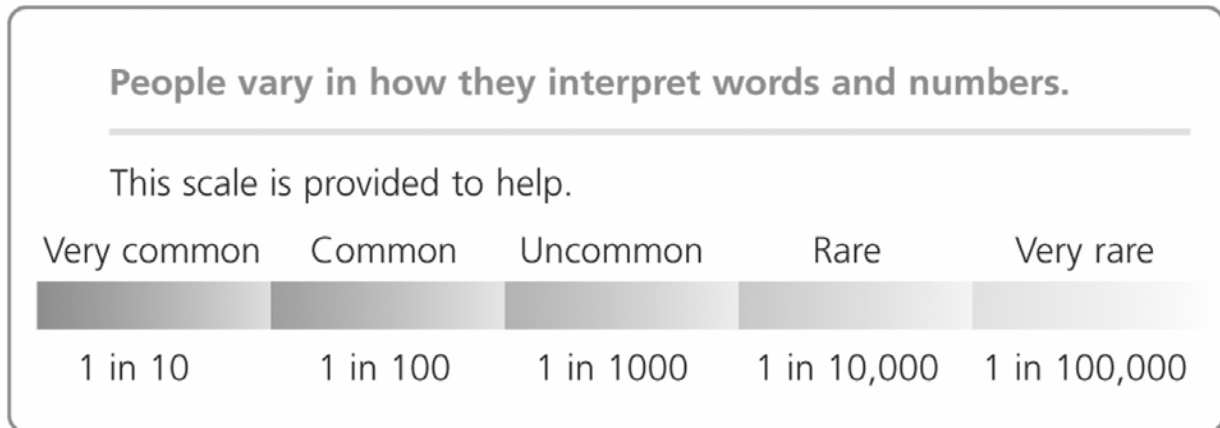 People vary in how they interpret words and numbers.
This scale is provided to help.
Very common Common Uncommon Rare Very rare
1 in 10 1 in 100 1 in 1000 1 in 10,000 1 in 100,000